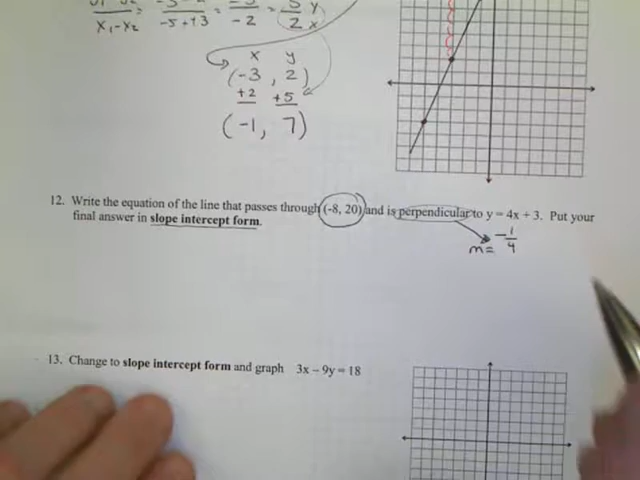 x₁-x₂ = -5+3 = -2 = 2 x
x y
(-3, 2)
+2 +5
(-1, 7)
12. Write the equation of the line that passes through (-8, 20) and is perpendicular to y = 4x + 3. Put your
final answer in slope intercept form.
m= -1/4
13. Change to slope intercept form and graph 3x – 9y = 18